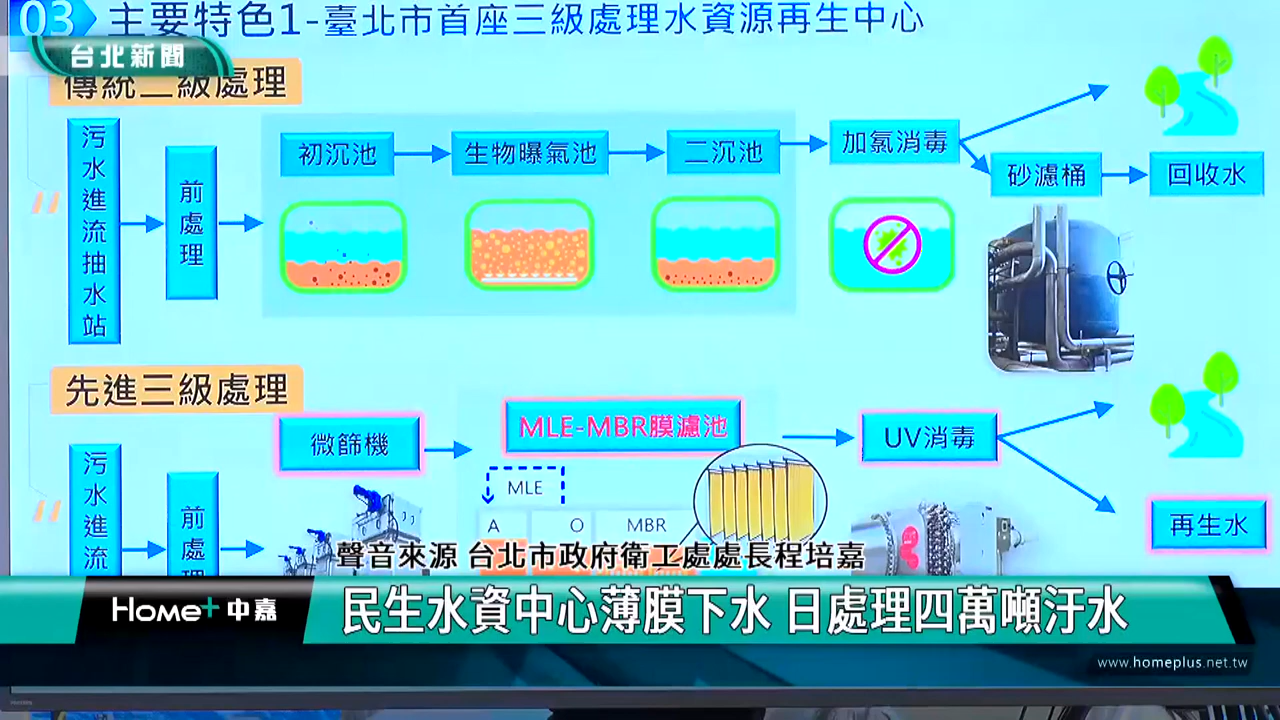 03 主要特色1-臺北市首座三級處理水資源再生中心
台北新聞
傳統二級處理
污水進流抽水站
前處理
初沉池
生物曝氣池
二沉池
加氯消毒
砂濾桶
回收水
先進三級處理
污水進流
前處理
微篩機
MLE-MBR膜濾池
UV消毒
再生水
MLE
A
O
MBR
聲音來源 台北市政府衛工處處長程培嘉
Home+ 中嘉
民生水資中心薄膜下水 日處理四萬噸汙水
www.homeplus.net.tw